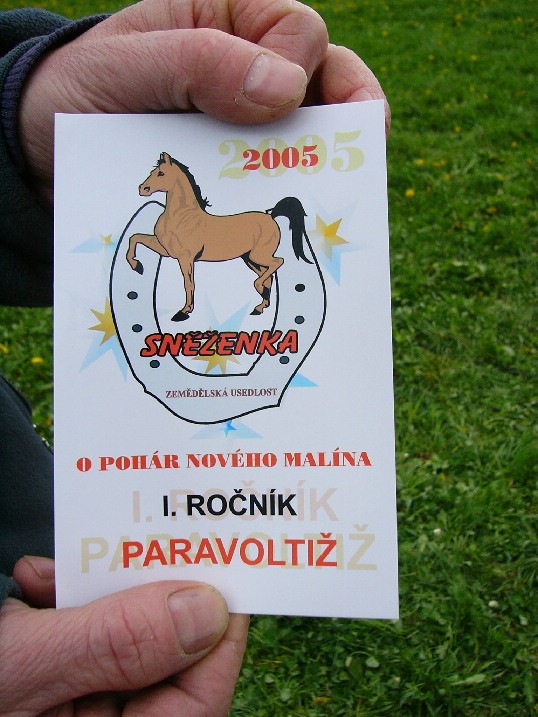 2005
SNĚŽENKA
ZEMĚDĚLSKÁ USEDLOST
O POHÁR NOVÉHO MALÍNA
I. ROČNÍK
PARAVOLTIŽ